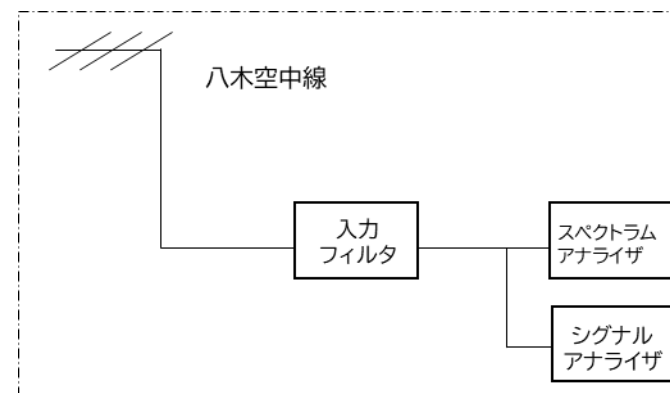 八木空中線
入力
フィルタ
スペクトラム
アナライザ
シグナル
アナライザ